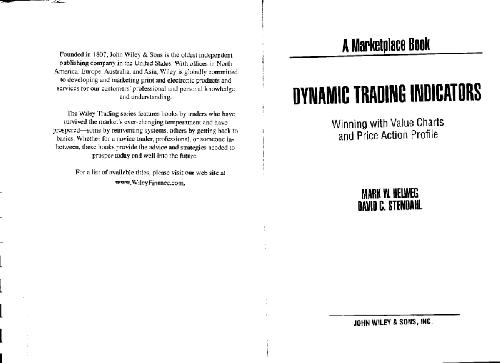 Founded in 1807, John Wiley & Sons is the oldest independent
publishing company in the United States. With offices in North
America, Europe, Australia, and Asia, Wiley is globally committed
to developing and marketing print and electronic products and
services for our customers' professional and personal knowledge
and understanding.
The Wiley Trading series features books by traders who have
survived the market's ever-changing temperament and have
prospered—some by reinventing systems, others by getting back to
basics. Whether for a novice trader, professional, or someone in-
between, these books provide the advice and strategies needed to
prosper today and well into the future.
For a list of available titles, please visit our web site at
www.WileyFinance.com.
A Marketplace Book
DYNAMIC TRADING INDICATORS
Winning with Value Charts
and Price Action Profile
MARK W. HELWEG
DAVID C. STENDAHL
JOHN WILEY & SONS, INC.